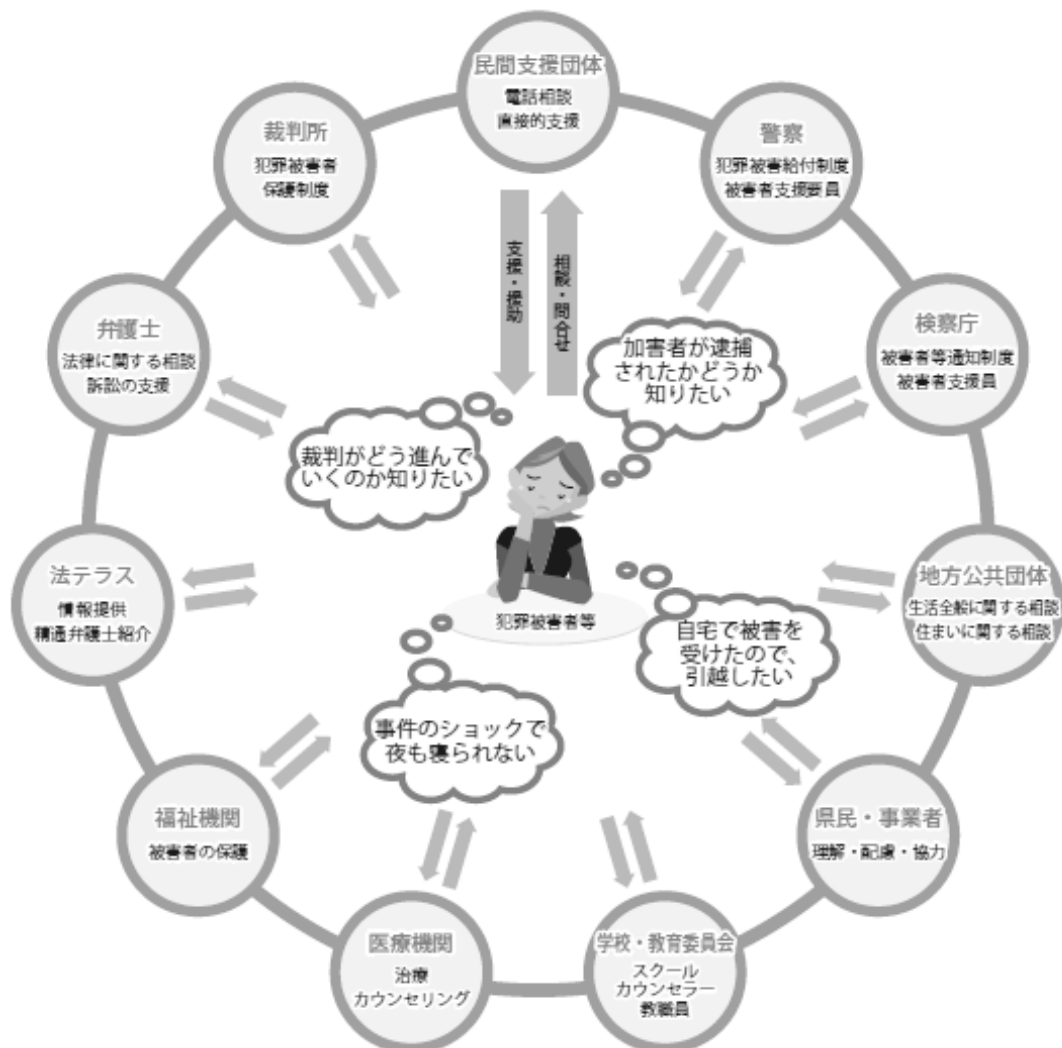 民間支援団体
電話相談
直接的支援
警察
犯罪被害給付制度
被害者支援要員
検察庁
被害者等通知制度
被害者支援員
地方公共団体
生活全般に関する相談
住まいに関する相談
県民・事業者
理解・配慮・協力
学校・教育委員会
スクール
カウンセラー
教職員
医療機関
治療
カウンセリング
福祉機関
被害者の保護
法テラス
情報提供
精通弁護士紹介
弁護士
法律に関する相談
訴訟の支援
裁判所
犯罪被害者
保護制度
支援・援助
相談・問合せ
加害者が逮捕
されたかどうか
知りたい
裁判がどう進んで
いくのか知りたい
犯罪被害者等
自宅で被害を
受けたので、
引越したい
事件のショックで
夜も寝られない